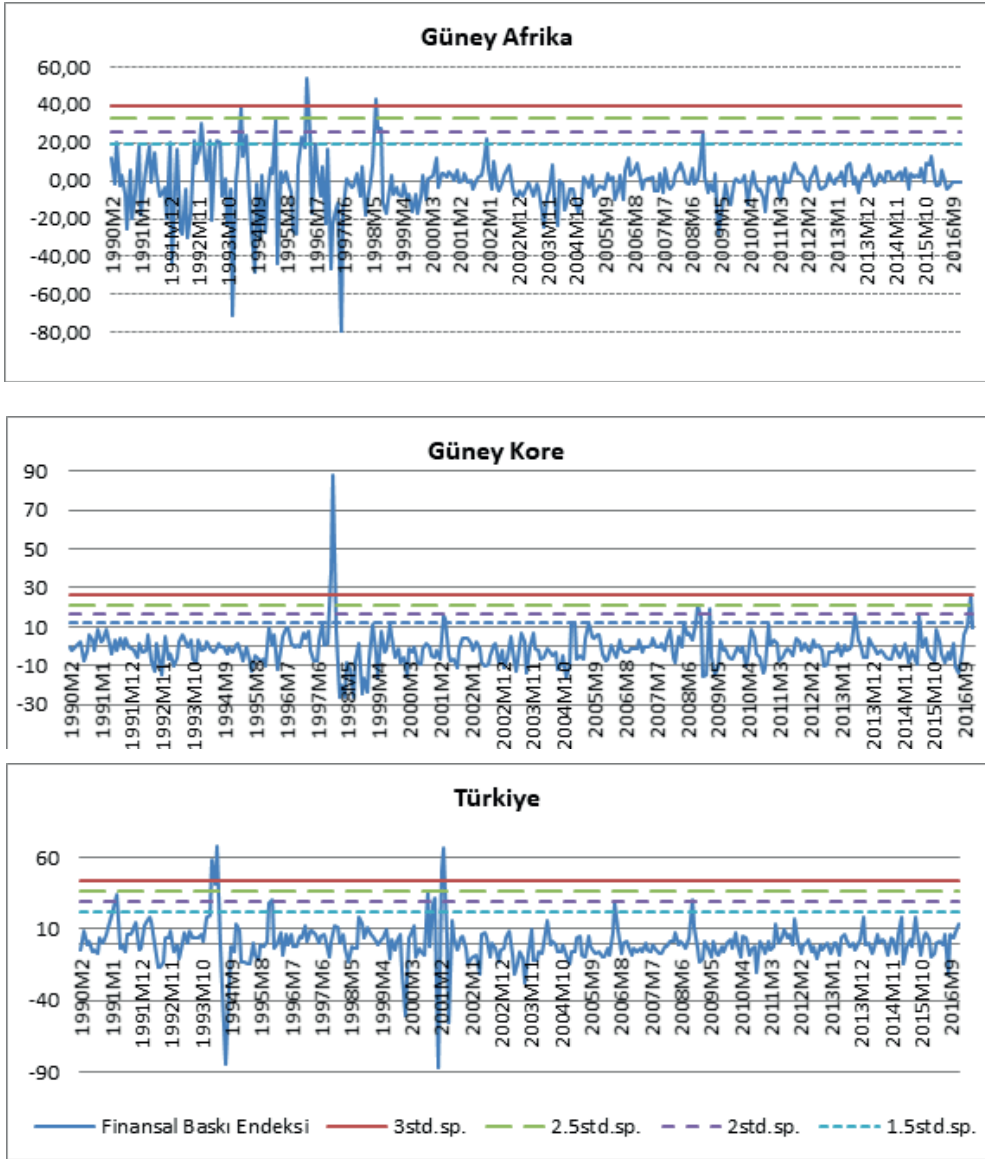 Güney Afrika
60,00
40,00
20,00
0,00
-20,00
-40,00
-60,00
-80,00
1990M2 1991M1 1991M12 1992M11 1993M10 1994M9 1995M8 1996M7 1997M6 1998M5 1999M4 2000M3 2001M2 2002M1 2002M12 2003M11 2004M10 2005M9 2006M8 2007M7 2008M6 2009M5 2010M4 2011M3 2012M2 2013M1 2013M12 2014M11 2015M10 2016M9
Güney Kore
90
70
50
30
10
-10
-30
1990M2 1991M1 1991M12 1992M11 1993M10 1994M9 1995M8 1996M7 1997M6 1998M5 1999M4 2000M3 2001M2 2002M1 2002M12 2003M11 2004M10 2005M9 2006M8 2007M7 2008M6 2009M5 2010M4 2011M3 2012M2 2013M1 2013M12 2014M11 2015M10 2016M9
Türkiye
60
10
-40
-90
1990M2 1991M1 1991M12 1992M11 1993M10 1994M9 1995M8 1996M7 1997M6 1998M5 1999M4 2000M3 2001M2 2002M1 2002M12 2003M11 2004M10 2005M9 2006M8 2007M7 2008M6 2009M5 2010M4 2011M3 2012M2 2013M1 2013M12 2014M11 2015M10 2016M9
Finansal Baskı Endeksi 3std.sp. 2.5std.sp. 2std.sp. 1.5std.sp.